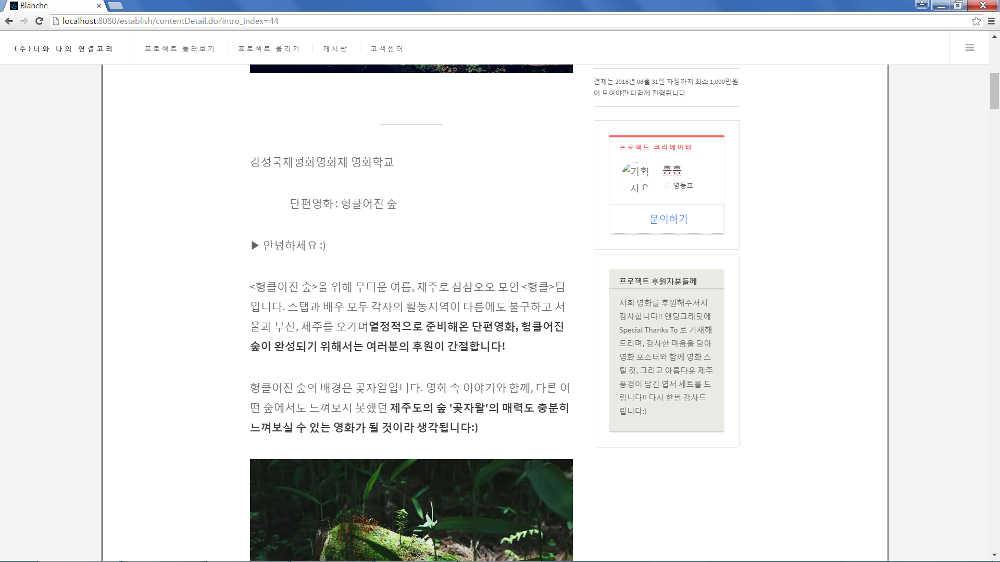 Blanche
localhost:8080/establish/contentDetail.do?intro_index=44
(주)너와 나의 연결고리
프로젝트 둘러보기
프로젝트 올리기
게시판
고객센터
강정국제평화영화제 영화학교
단편영화 : 헝클어진 숲
▶ 안녕하세요 :)
<헝클어진 숲>을 위해 무더운 여름, 제주로 삼삼오오 모인 <헝클>팀
입니다. 스탭과 배우 모두 각자의 활동지역이 다름에도 불구하고 서
울과 부산, 제주를 오가며열정적으로 준비해온 단편영화, 헝클어진
숲이 완성되기 위해서는 여러분의 후원이 간절합니다!
헝클어진 숲의 배경은 곶자왈입니다. 영화 속 이야기와 함께, 다른 어
떤 숲에서도 느껴보지 못했던 제주도의 숲 '곶자왈'의 매력도 충분히
느껴보실 수 있는 영화가 될 것이라 생각됩니다:)
결제는 2016년 08월 31일 자정까지 최소 1,000만원
이 모여야만 다함께 진행됩니다
프로젝트 크리에이터
기획
자
홍홍
영등포
문의하기
프로젝트 후원자분들께
저희 영화를 후원해주셔서
감사합니다!! 앤딩크래딧에
Special Thanks To 로 기재해
드리며, 감사한 마음을 담아
영화 포스터와 함께 영화 스
틸 컷, 그리고 아름다운 제주
풍경이 담긴 엽서 세트를 드
립니다!! 다시 한번 감사드
립니다:)